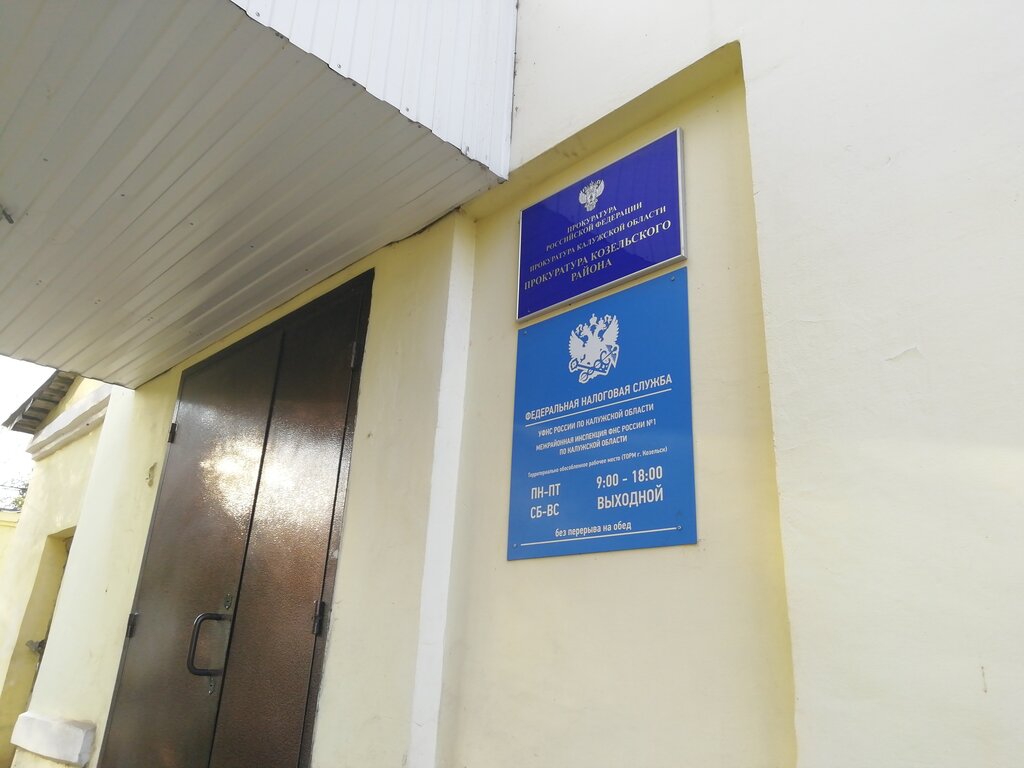 ПРОКУРАТУРА
РОССИЙСКОЙ ФЕДЕРАЦИИ
ПРОКУРАТУРА КАЛУЖСКОЙ ОБЛАСТИ
ПРОКУРАТУРА КОЗЕЛЬСКОГО
РАЙОНА
ФЕДЕРАЛЬНАЯ НАЛОГОВАЯ СЛУЖБА
УФНС РОССИИ ПО КАЛУЖСКОЙ ОБЛАСТИ
МЕЖРАЙОННАЯ ИНСПЕКЦИЯ ФНС РОССИИ №1
ПО КАЛУЖСКОЙ ОБЛАСТИ
Территориально обособленное рабочее место (ТОРМ г. Козельск)
ПН-ПТ 9:00 - 18:00
СБ-ВС ВЫХОДНОЙ
без перерыва на обед